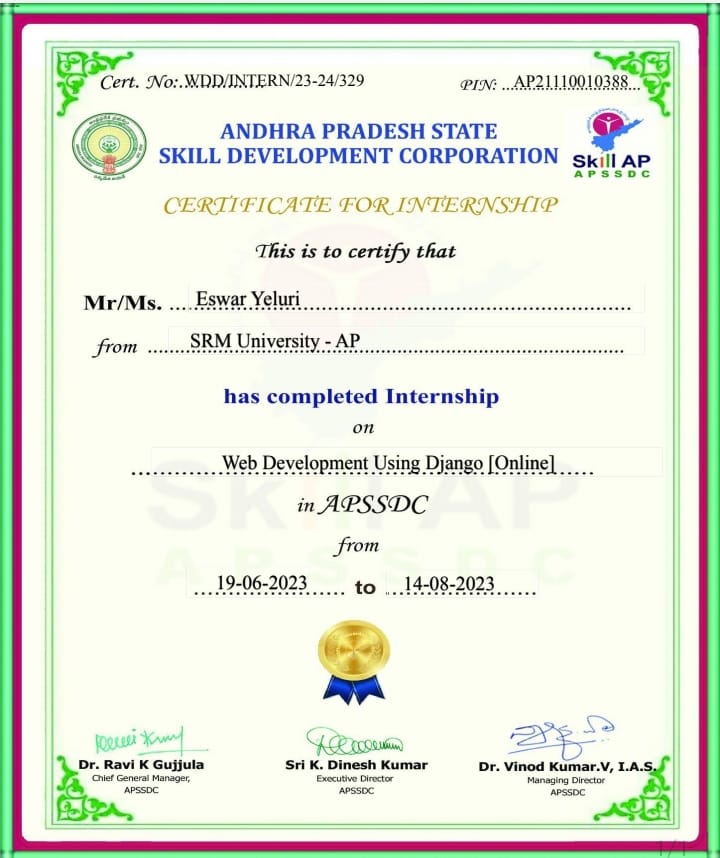 Cert. No:..WDD/INTERN/23-24/329
PIN: ...AP21110010388...
ANDHRA PRADESH STATE
SKILL DEVELOPMENT CORPORATION
Skill AP
APSSDC
CERTIFICATE FOR INTERNSHIP
This is to certify that
Mr/Ms. Eswar Yeluri
from SRM University - AP
has completed Internship
on
Web Development Using Django [Online]
in APSSDC
from
19-06-2023 to 14-08-2023
Skill AP
APSSDC
Dr. Ravi K Gujjula
Chief General Manager,
APSSDC
Sri K. Dinesh Kumar
Executive Director
APSSDC
Dr. Vinod Kumar.V, I.A.S.
Managing Director
APSSDC
1/1